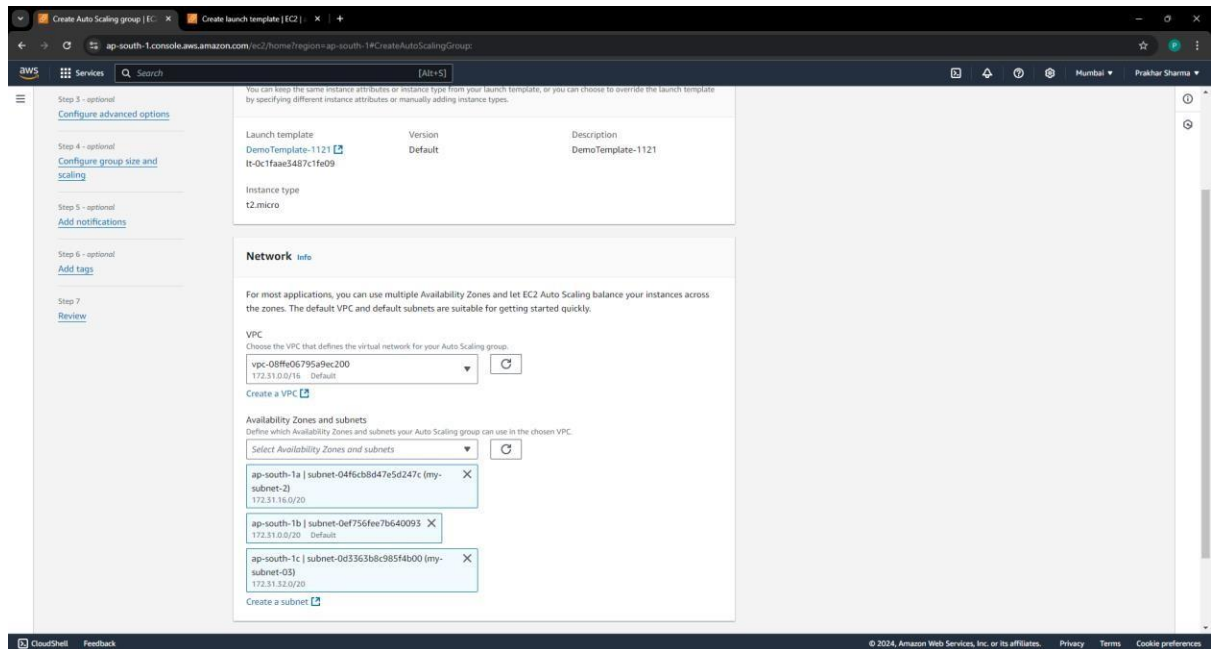 Create Auto Scaling group | EC
Create launch template | EC2 |
ap-south-1.console.aws.amazon.com/ec2/home?region=ap-south-1#CreateAutoScalingGroup:
aws
Services
Search
[Alt+S]
Mumbai
Prakhar Sharma
Step 3 - optional
Configure advanced options
Step 4 - optional
Configure group size and
scaling
Step 5 - optional
Add notifications
Step 6 - optional
Add tags
Step 7
Review
You can keep the same instance attributes or instance type from your launch template, or you can choose to override the launch template
by specifying different instance attributes or manually adding instance types.
Launch template
DemoTemplate-1121
lt-0c1faae3487c1fe09
Version
Default
Description
DemoTemplate-1121
Instance type
t2.micro
Network Info
For most applications, you can use multiple Availability Zones and let EC2 Auto Scaling balance your instances across
the zones. The default VPC and default subnets are suitable for getting started quickly.
VPC
Choose the VPC that defines the virtual network for your Auto Scaling group.
vpc-08ffe06795a9ec200
172.31.0.0/16 Default
Create a VPC
Availability Zones and subnets
Define which Availability Zones and subnets your Auto Scaling group can use in the chosen VPC.
Select Availability Zones and subnets
ap-south-1a | subnet-04f6cb8d47e5d247c (my-
subnet-2)
172.31.16.0/20
ap-south-1b | subnet-0ef756fee7b640093
172.31.0.0/20 Default
ap-south-1c | subnet-0d3363b8c985f4b00 (my-
subnet-03)
172.31.32.0/20
Create a subnet
CloudShell
Feedback
© 2024, Amazon Web Services, Inc. or its affiliates.
Privacy
Terms
Cookie preferences